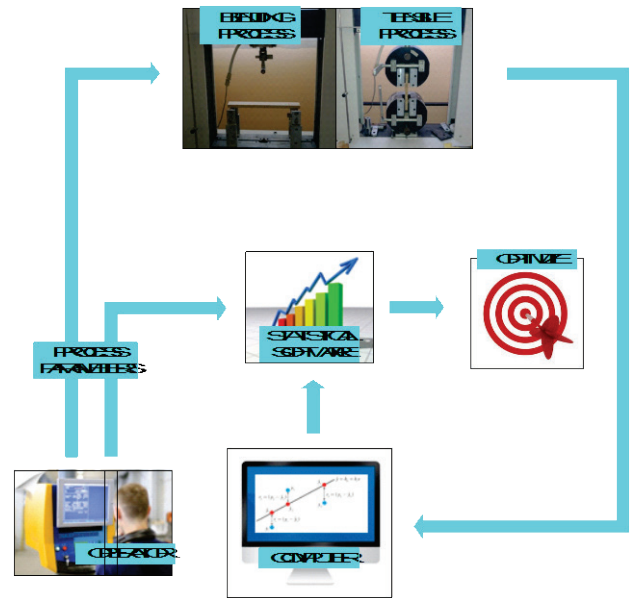 BENDING
PROCESS
TENSILE
PROCESS
OPTIMIZE
STATISTICAL
SOFTWARE
PROCESS
PARAMETERS
OPERATOR
COMPUTER